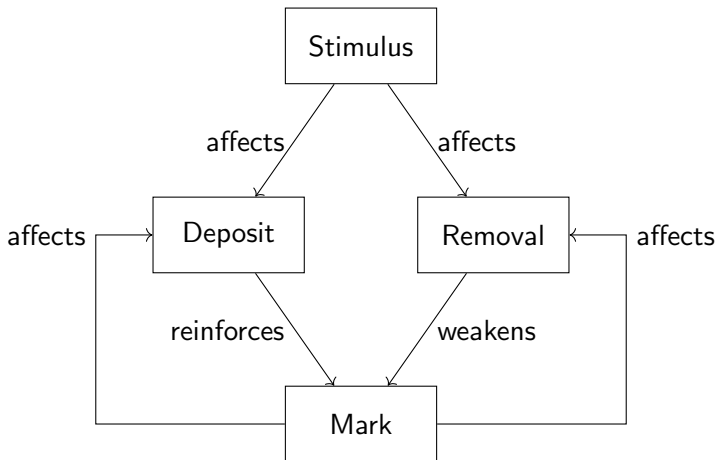 Stimulus
affects
affects
affects
Deposit
Removal
affects
reinforces
weakens
Mark